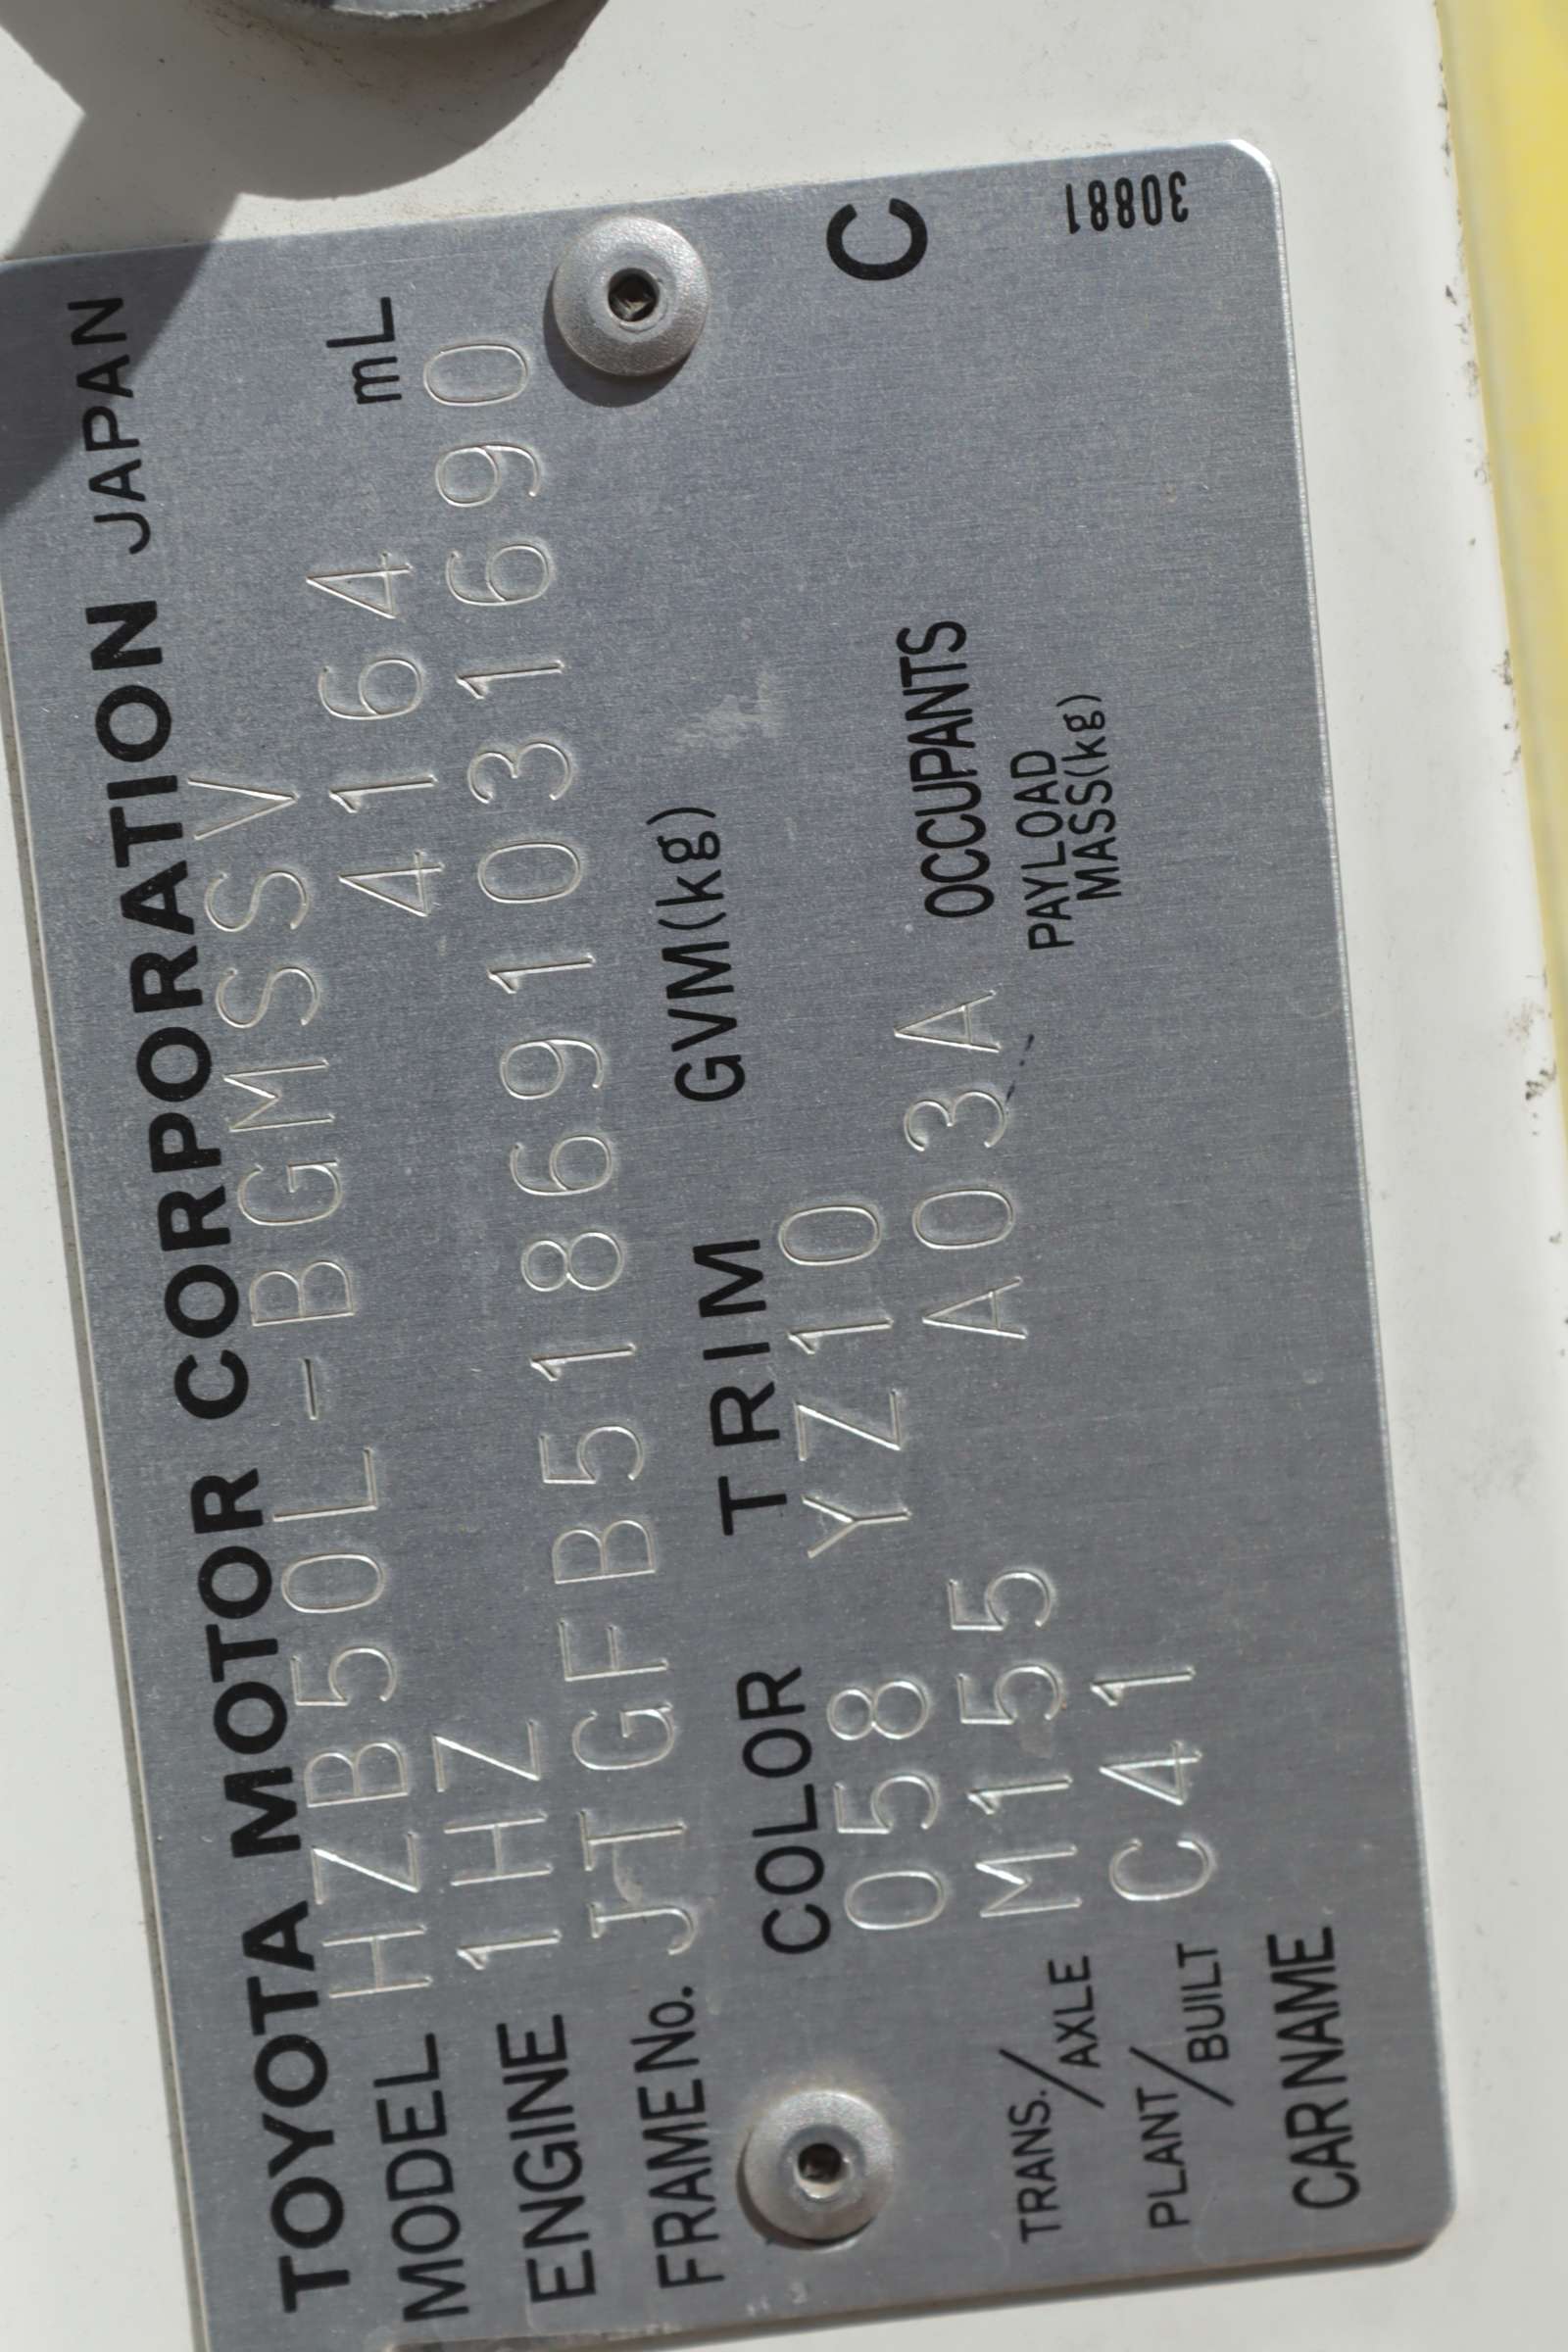 TOYOTA MOTOR CORPORATION JAPAN
MODEL HZB50L-BGMSSV
ENGINE 1HZ 4164 mL
FRAME No. JTGFB518691031690
COLOR TRIM GVM(kg)
058 YZ10 C
M155 A03A OCCUPANTS
TRANS./AXLE
PAYLOAD MASS(kg)
PLANT/BUILT C41
CAR NAME
30881